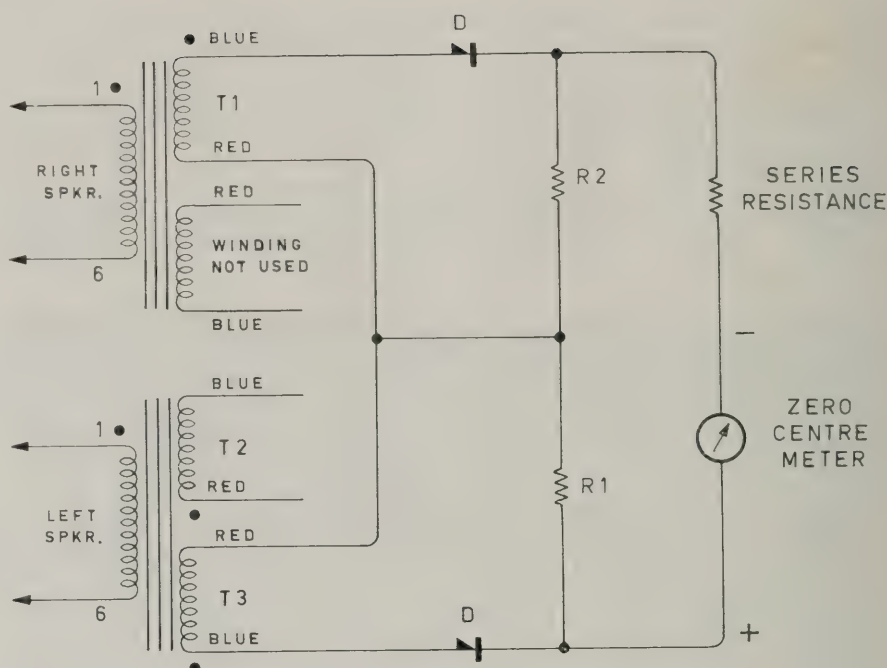 D
BLUE
1
T1
RED
RIGHT
SPKR.
RED
R2
SERIES
RESISTANCE
WINDING
NOT USED
6
BLUE
−
BLUE
1
ZERO
CENTRE
METER
T2
RED
R1
LEFT
SPKR.
RED
6
T3
D
BLUE
+